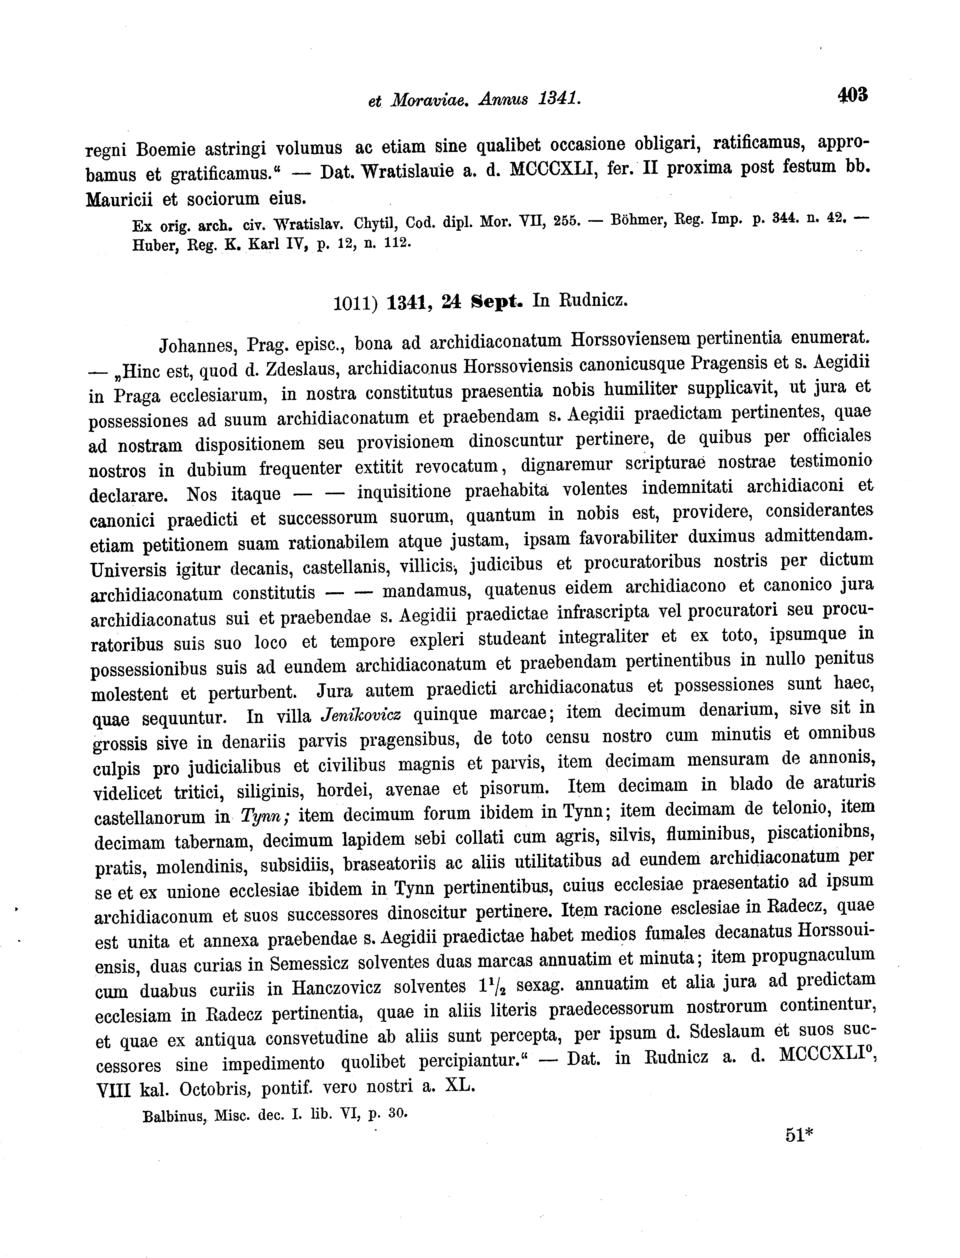 et Moraviae. Annus 1341. 403
regni Boemie astringi volumus ac etiam sine qualibet occasione obligari, ratificamus, appro-
bamus et gratificamus.“ — Dat. Wratislauie a. d. MCCCXLI, fer. II proxima post festum bb.
Mauricii et sociorum eius.
Ex orig. arch. civ. Wratislav. Chytil, Cod. dipl. Mor. VII, 255. — Böhmer, Reg. Imp. p. 344. n. 42. —
Huber, Reg. K. Karl IV, p. 12, n. 112.
1011) 1341, 24 Sept. In Rudnicz.
Johannes, Prag. episc., bona ad archidiaconatum Horssoviensem pertinentia enumerat.
— „Hinc est, quod d. Zdeslaus, archidiaconus Horssoviensis canonicusque Pragensis et s. Aegidii
in Praga ecclesiarum, in nostra constitutus praesentia nobis humiliter supplicavit, ut jura et
possessiones ad suum archidiaconatum et praebendam s. Aegidii praedictam pertinentes, quae
ad nostram dispositionem seu provisionem dinoscuntur pertinere, de quibus per officiales
nostros in dubium frequenter extitit revocatum, dignaremur scripturae nostrae testimonio
declarare. Nos itaque — — inquisitione praehabita volentes indemnitati archidiaconi et
canonici praedicti et successorum suorum, quantum in nobis est, providere, considerantes
etiam petitionem suam rationabilem atque justam, ipsam favorabiliter duximus admittendam.
Universis igitur decanis, castellanis, villicis, judicibus et procuratoribus nostris per dictum
archidiaconatum constitutis — — mandamus, quatenus eidem archidiacono et canonico jura
archidiaconatus sui et praebendae s. Aegidii praedictae infrascripta vel procuratori seu procu-
ratoribus suis suo loco et tempore expleri studeant integraliter et ex toto, ipsumque in
possessionibus suis ad eundem archidiaconatum et praebendam pertinentibus in nullo penitus
molestent et perturbent. Jura autem praedicti archidiaconatus et possessiones sunt haec,
quae sequuntur. In villa Jenikovicz quinque marcae; item decimum denarium, sive sit in
grossis sive in denariis parvis pragensibus, de toto censu nostro cum minutis et omnibus
culpis pro judicialibus et civilibus magnis et parvis, item decimam mensuram de annonis,
videlicet tritici, siliginis, hordei, avenae et pisorum. Item decimam in blado de araturis
castellanorum in Tynn; item decimum forum ibidem in Tynn; item decimam de telonio, item
decimam tabernam, decimum lapidem sebi collati cum agris, silvis, fluminibus, piscationibns,
pratis, molendinis, subsidiis, braseatoriis ac aliis utilitatibus ad eundem archidiaconatum per
se et ex unione ecclesiae ibidem in Tynn pertinentibus, cuius ecclesiae praesentatio ad ipsum
archidiaconum et suos successores dinoscitur pertinere. Item racione esclesiae in Radecz, quae
est unita et annexa praebendae s. Aegidii praedictae habet medios fumales decanatus Horssoui-
ensis, duas curias in Semessicz solventes duas marcas annuatim et minuta; item propugnaculum
cum duabus curiis in Hanczovicz solventes 1½ sexag. annuatim et alia jura ad predictam
ecclesiam in Radecz pertinentia, quae in aliis literis praedecessorum nostrorum continentur,
et quae ex antiqua consvetudine ab aliis sunt percepta, per ipsum d. Sdeslaum et suos suc-
cessores sine impedimento quolibet percipiantur.“ — Dat. in Rudnicz a. d. MCCCXLI⁰,
VIII kal. Octobris, pontif. vero nostri a. XL.
Balbinus, Misc. dec. I. lib. VI, p. 30.
51*